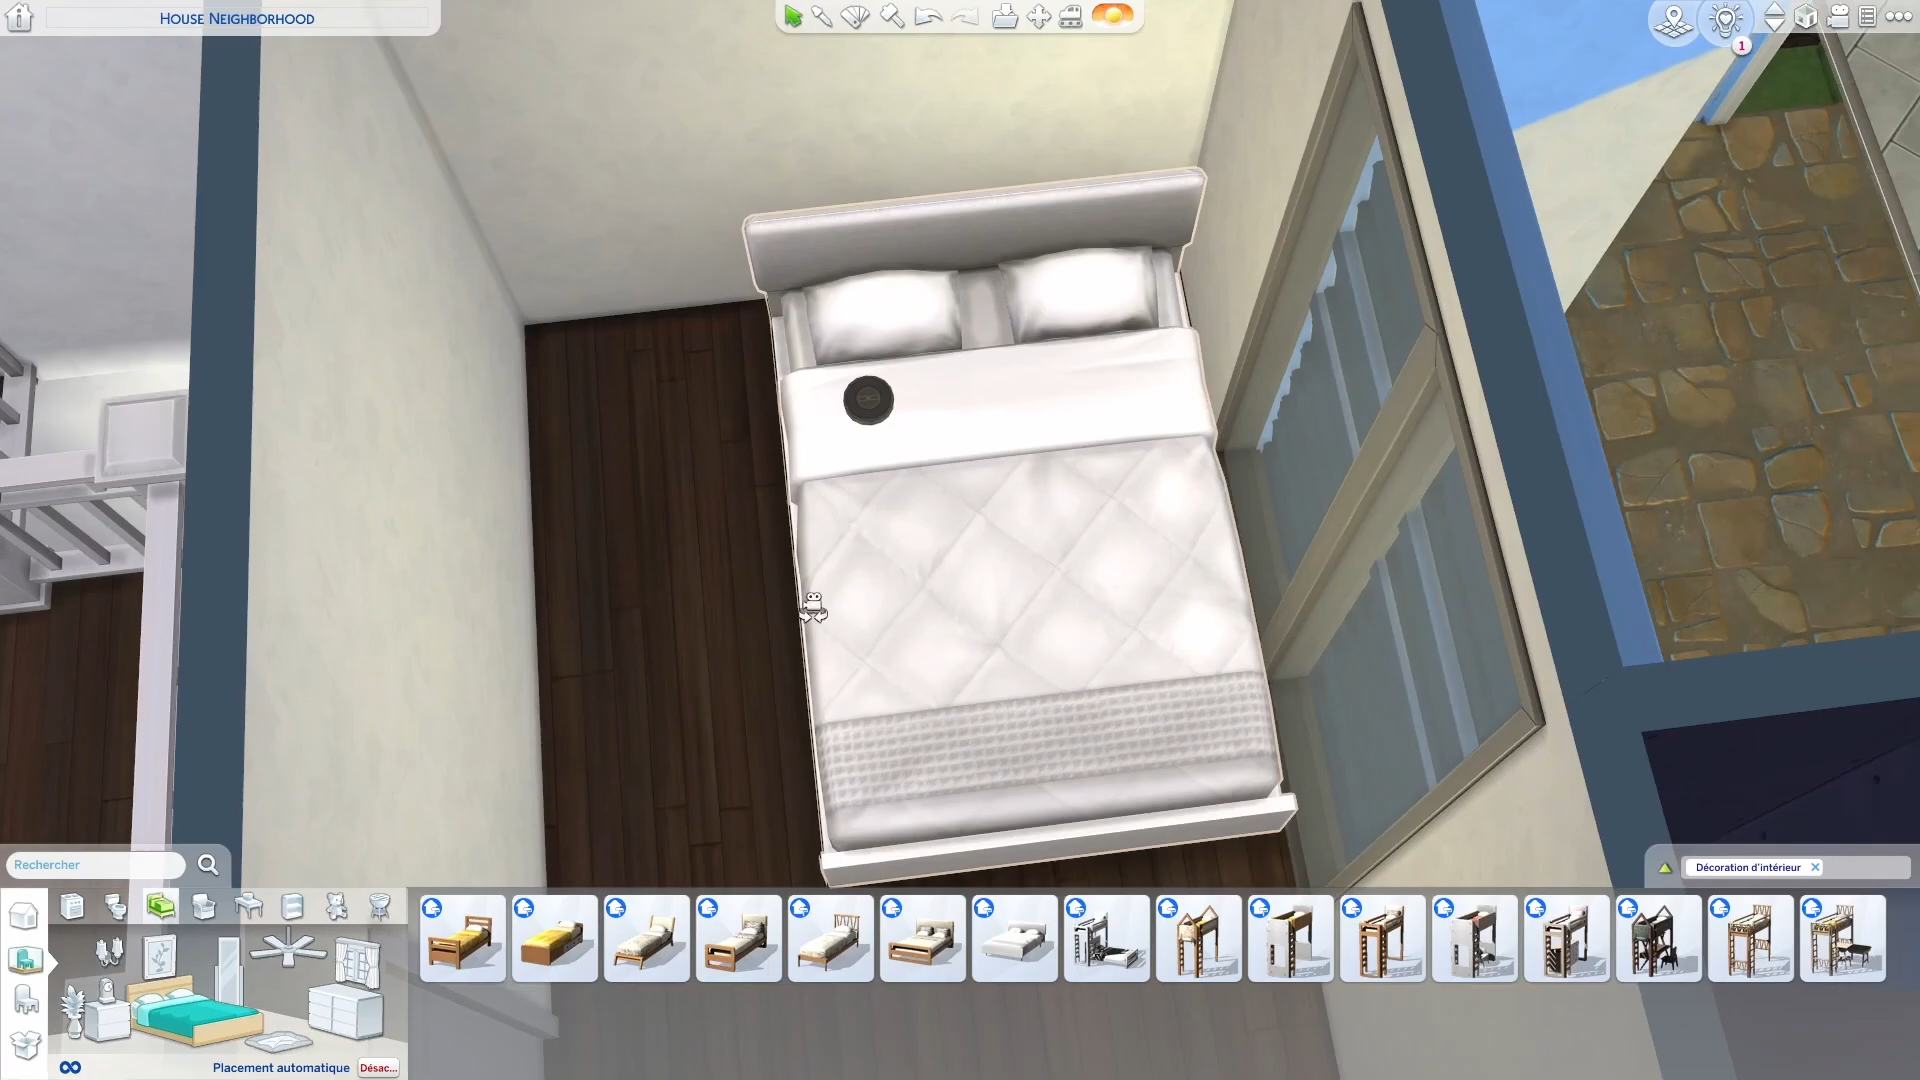 HOUSE NEIGHBORHOOD
1
Rechercher
Décoration d'intérieur
Placement automatique
Désac...